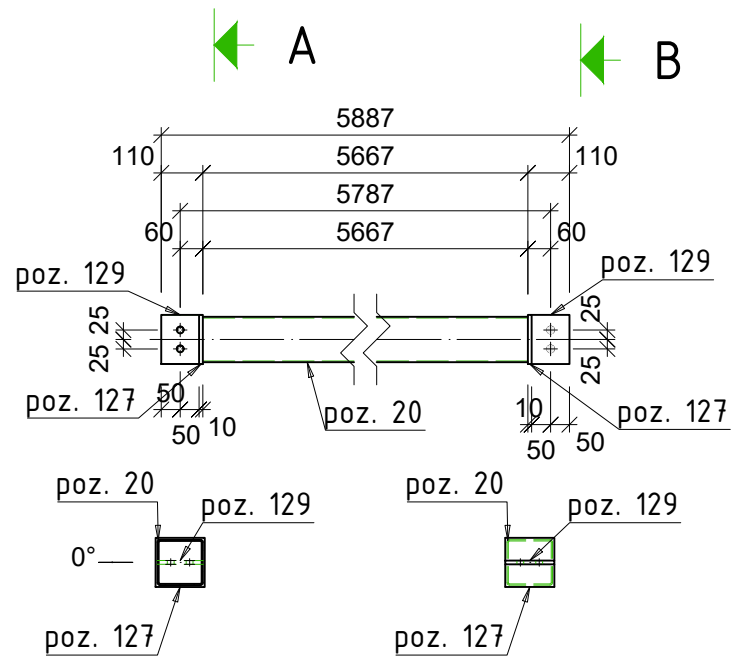 A
B
5887
110 5667 110
5787
60 5667 60
poz. 129
poz. 129
25
25
25
25
50
50 10
10
50 50
poz. 127
poz. 20
poz. 127
poz. 20
poz. 129
0°
poz. 127
poz. 20
poz. 129
poz. 127